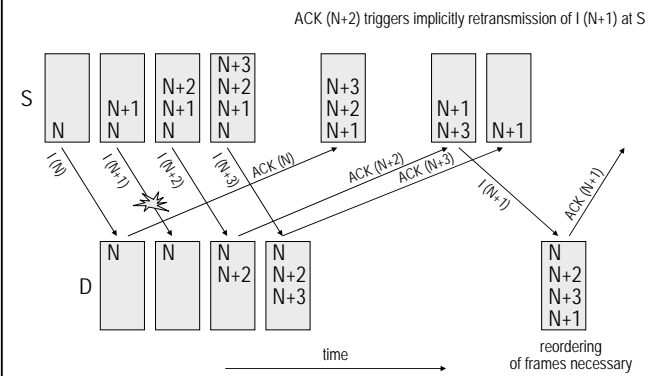 ACK (N+2) triggers implicitly retransmission of I (N+1) at S
S
N
N+1
N
N+2
N+1
N
N+3
N+2
N+1
N
N+3
N+2
N+1
N+1
N+3
N+1
I (N)
I (N+1)
I (N+2)
I (N+3)
ACK (N)
ACK (N+2)
ACK (N+3)
I (N+1)
ACK (N+1)
D
N
N
N
N+2
N
N+2
N+3
N
N+2
N+3
N+1
time
reordering
of frames necessary